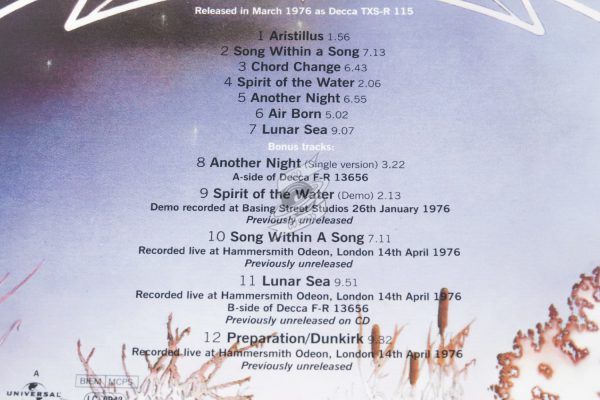 Released in March 1976 as Decca TXS-R 115
1 Aristillus 1.56
2 Song Within a Song 7.13
3 Chord Change 6.43
4 Spirit of the Water 2.06
5 Another Night 6.55
6 Air Born 5.02
7 Lunar Sea 9.07
Bonus tracks:
8 Another Night (Single version) 3.22
A-side of Decca F-R 13656
9 Spirit of the Water (Demo) 2.13
Demo recorded at Basing Street Studios 26th January 1976
Previously unreleased
10 Song Within A Song 7.11
Recorded live at Hammersmith Odeon, London 14th April 1976
Previously unreleased
11 Lunar Sea 9.51
Recorded live at Hammersmith Odeon, London 14th April 1976
B-side of Decca F-R 13656
Previously unreleased on CD
12 Preparation/Dunkirk 9.32
Recorded live at Hammersmith Odeon, London 14th April 1976
Previously unreleased
A
UNIVERSAL
BIEM MCPS